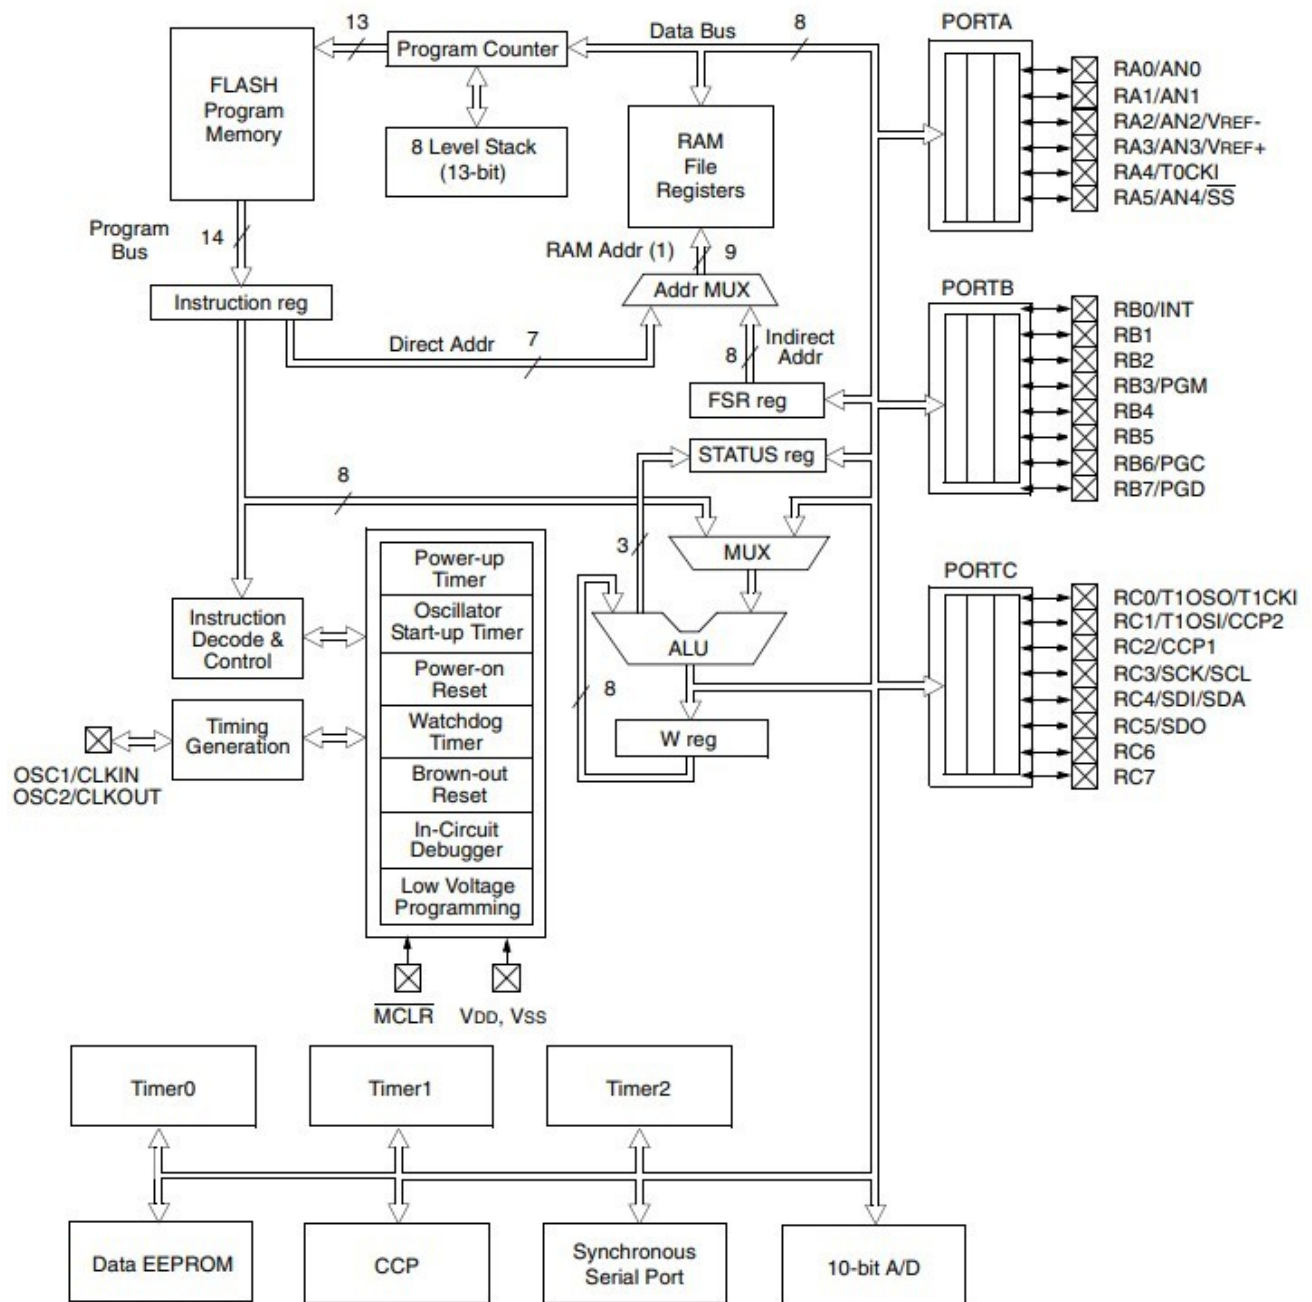 13
Program Counter
Data Bus
8
PORTA
FLASH
Program
Memory
8 Level Stack
(13-bit)
RAM
File
Registers
RA0/AN0
RA1/AN1
RA2/AN2/VREF-
RA3/AN3/VREF+
RA4/T0CKI
RA5/AN4/SS
Program
Bus
14
RAM Addr (1)
9
Instruction reg
Addr MUX
PORTB
Direct Addr
7
8
Indirect
Addr
RB0/INT
RB1
RB2
RB3/PGM
RB4
RB5
RB6/PGC
RB7/PGD
FSR reg
STATUS reg
8
3
MUX
PORTC
Power-up
Timer
Oscillator
Start-up Timer
Power-on
Reset
Watchdog
Timer
Brown-out
Reset
In-Circuit
Debugger
Low Voltage
Programming
Instruction
Decode &
Control
Timing
Generation
OSC1/CLKIN
OSC2/CLKOUT
ALU
8
W reg
RC0/T1OSO/T1CKI
RC1/T1OSI/CCP2
RC2/CCP1
RC3/SCK/SCL
RC4/SDI/SDA
RC5/SDO
RC6
RC7
MCLR
VDD, VSS
Timer0
Timer1
Timer2
Data EEPROM
CCP
Synchronous
Serial Port
10-bit A/D